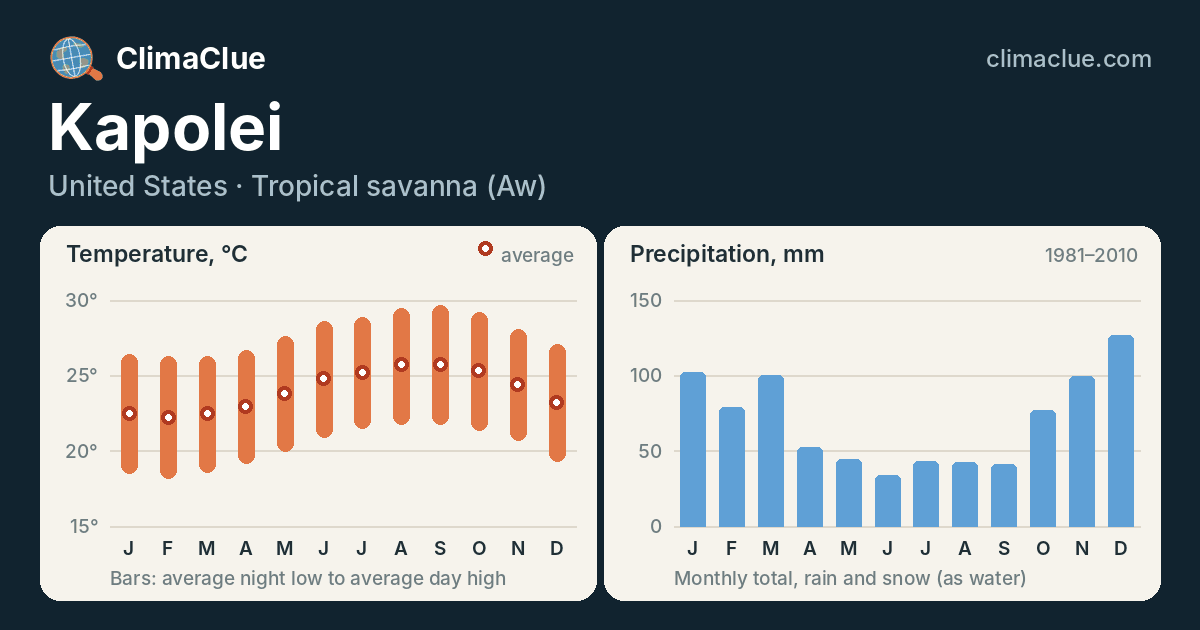 ClimaClue
climaclue.com
Kapolei
United States · Tropical savanna (Aw)
Temperature, °C
average
30°
25°
20°
15°
J F M A M J J A S O N D
Bars: average night low to average day high
Precipitation, mm
1981–2010
150
100
50
0
J F M A M J J A S O N D
Monthly total, rain and snow (as water)